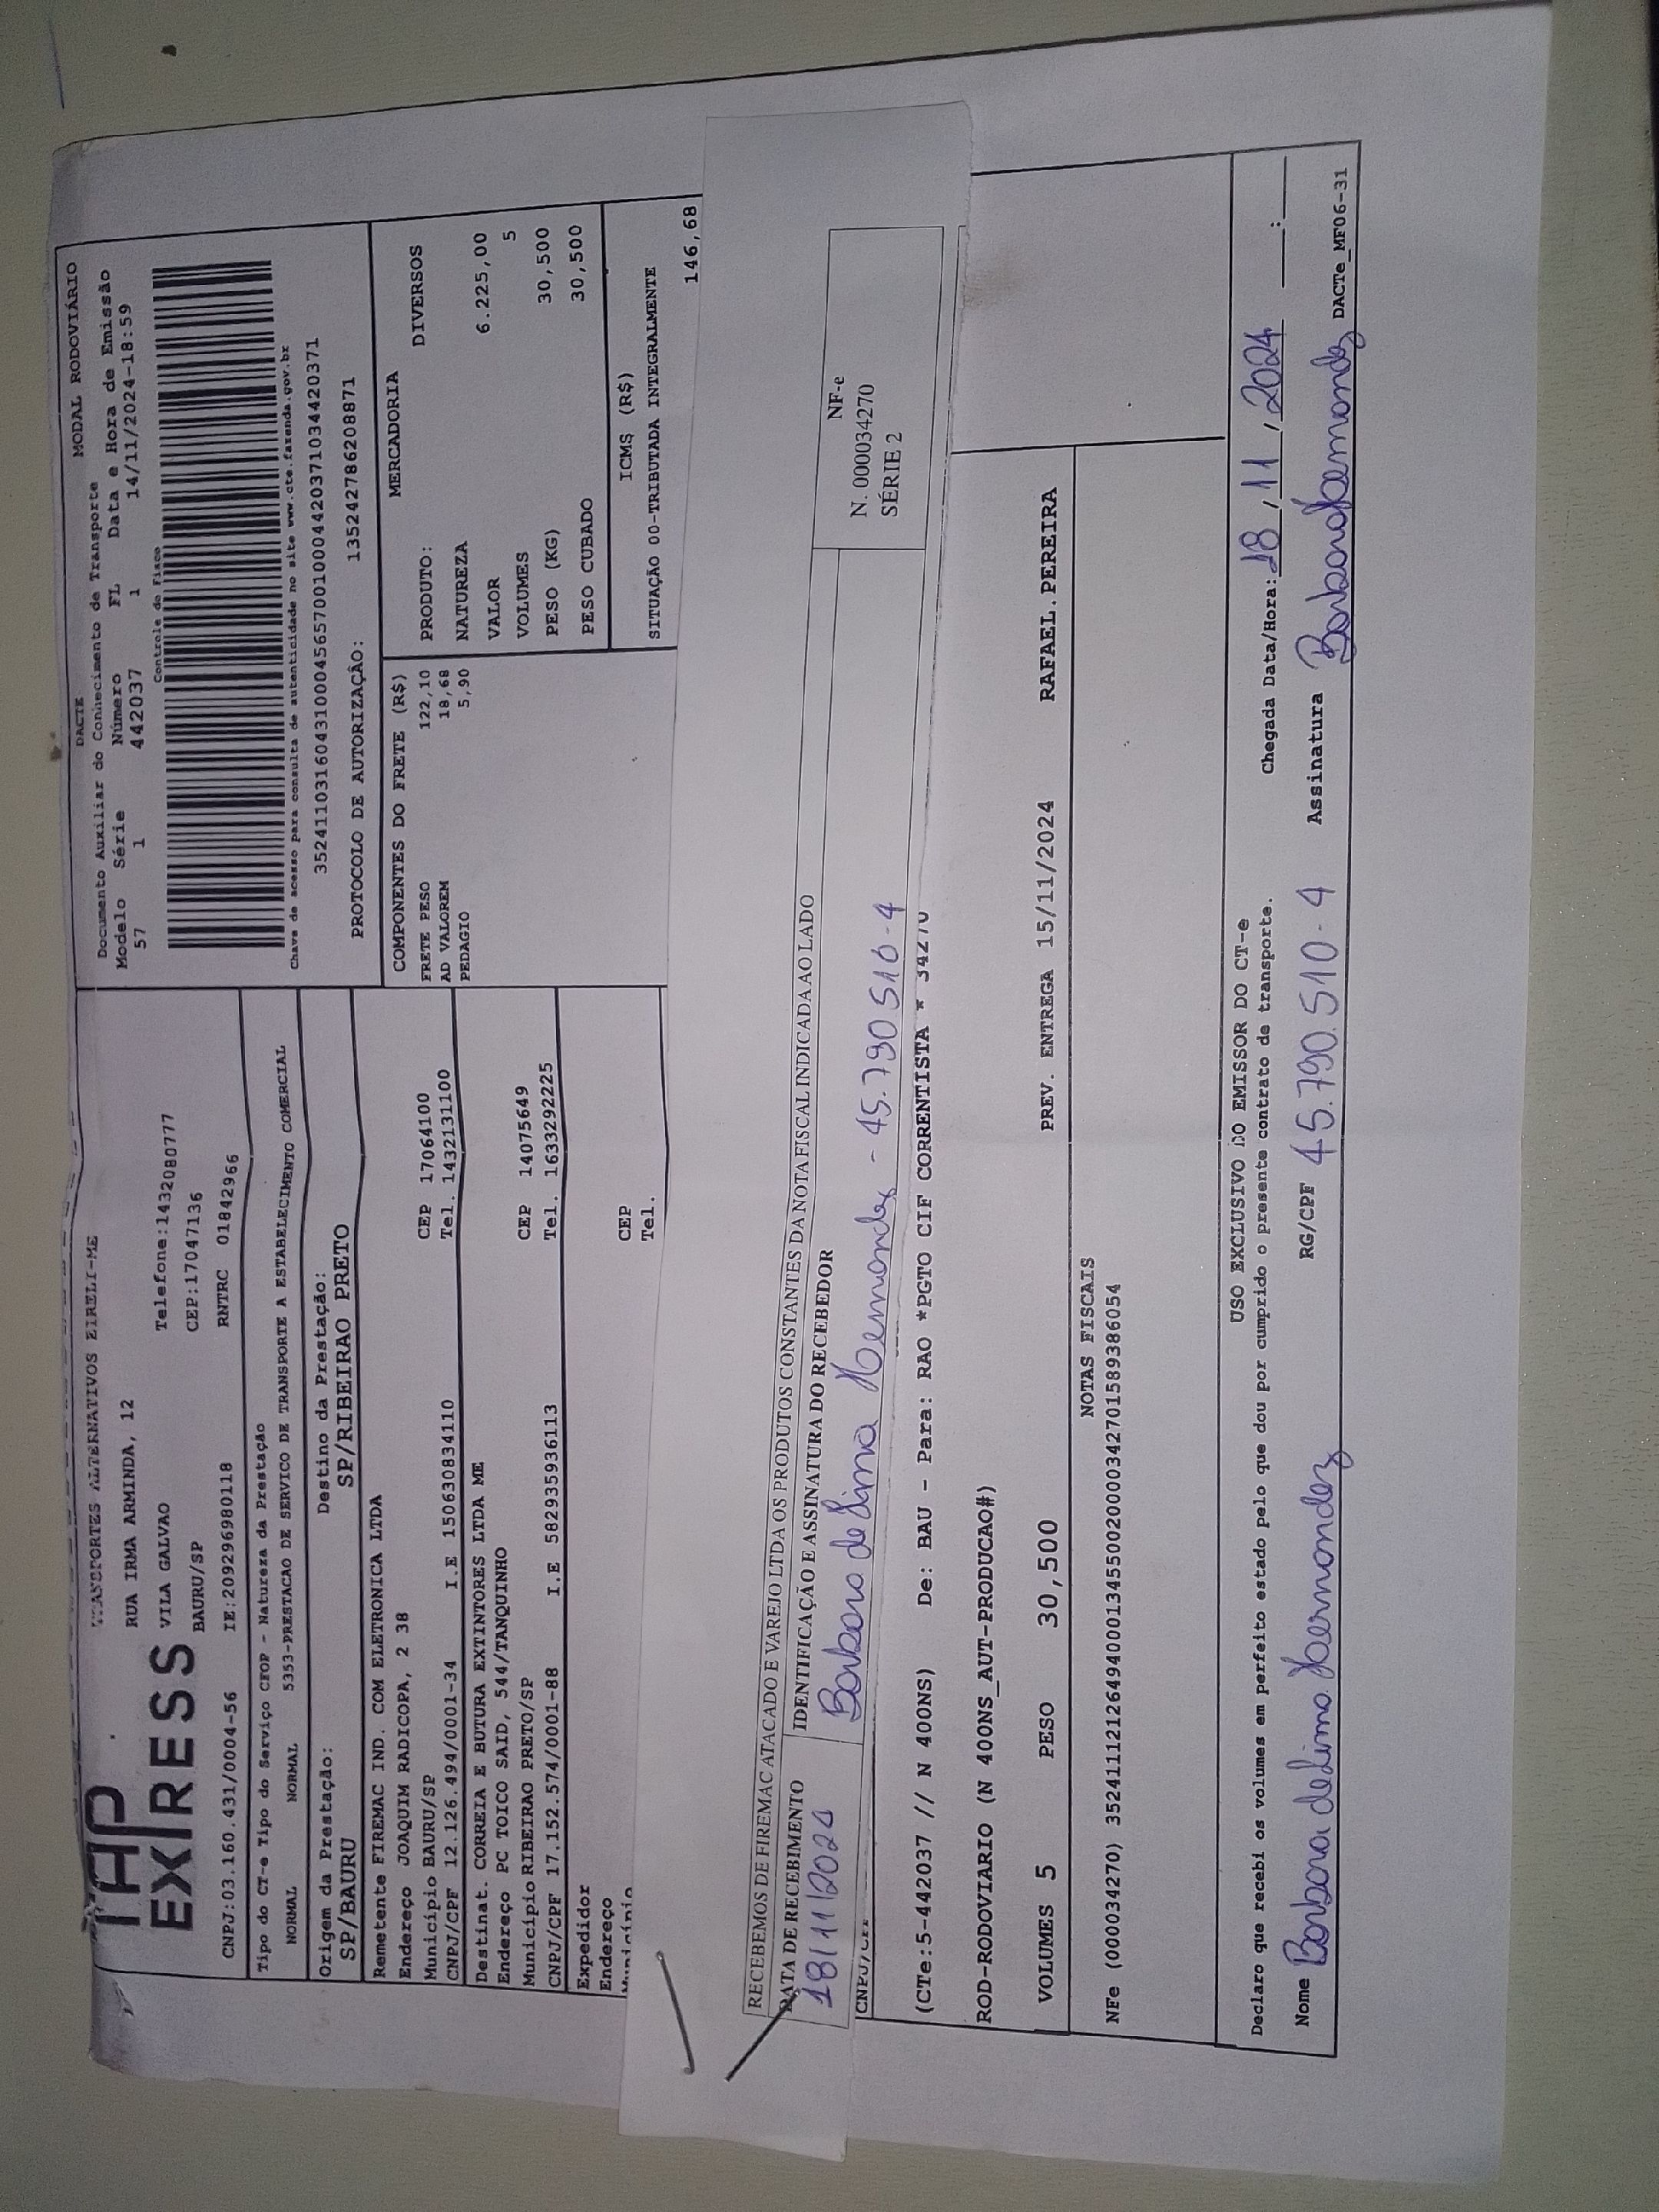 TAP
EXPRESS
TRANSPORTES ALTERNATIVOS EIRELI-ME
RUA IRMA ARMINDA, 12
VILA GALVAO
Telefone:1432080777
BAURU/SP
CEP:17047136
CNPJ:03.160.431/0004-56 IE:209296980118 RNTRC 01842966
DACTE MODAL RODOVIÁRIO
Documento Auxiliar do Conhecimento de Transporte
Modelo Série Número FL Data e Hora de Emissão
57 1 442037 1 14/11/2024-18:59
Controle do Fisco
Chave de acesso para consulta de autenticidade no site www.cte.fazenda.gov.br
35241103160431000456570010004420371034420371
PROTOCOLO DE AUTORIZAÇÃO: 135242786208871
Tipo do CT-e Tipo do Serviço CFOP - Natureza da Prestação
NORMAL NORMAL 5353-PRESTACAO DE SERVICO DE TRANSPORTE A ESTABELECIMENTO COMERCIAL
Origem da Prestação: Destino da Prestação:
SP/BAURU SP/RIBEIRAO PRETO
Remetente FIREMAC IND. COM ELETRONICA LTDA
Endereço JOAQUIM RADICOPA, 2 38
Município BAURU/SP CEP 17064100
CNPJ/CPF 12.126.494/0001-34 I.E 150630834110 Tel. 1432131100
Destinat. CORREIA E BUTURA EXTINTORES LTDA ME
Endereço PC TOICO SAID, 544/TANQUINHO
Município RIBEIRAO PRETO/SP CEP 14075649
CNPJ/CPF 17.152.574/0001-88 I.E 582935936113 Tel. 1633292225
Expedidor
Endereço CEP
Município Tel.
COMPONENTES DO FRETE (R$)
FRETE PESO 122,10
AD VALOREM 18,68
PEDAGIO 5,90
MERCADORIA
PRODUTO: DIVERSOS
NATUREZA
VALOR 6.225,00
VOLUMES 5
PESO (KG) 30,500
PESO CUBADO 30,500
ICMS (R$)
SITUAÇÃO 00-TRIBUTADA INTEGRALMENTE
146,68
RECEBEMOS DE FIREMAC ATACADO E VAREJO LTDA OS PRODUTOS CONSTANTES DA NOTA FISCAL INDICADA AO LADO
DATA DE RECEBIMENTO IDENTIFICAÇÃO E ASSINATURA DO RECEBEDOR
18/11/2024 Barbara de Lima Hernandez - 45.790.510-4
NF-e
N. 000034270
SÉRIE 2
CNPJ/CPF
(CTe:5-442037 // N 400NS) De: BAU - Para: RAO *PGTO CIF CORRENTISTA * 34270
ROD-RODOVIARIO (N 400NS_AUT-PRODUCAO#)
VOLUMES 5 PESO 30,500 PREV. ENTREGA 15/11/2024 RAFAEL.PEREIRA
NOTAS FISCAIS
NFe (000034270) 35241112126494000134550020000342701589386054
USO EXCLUSIVO DO EMISSOR DO CT-e
Declaro que recebi os volumes em perfeito estado pelo que dou por cumprido o presente contrato de transporte. Chegada Data/Hora: 18/11/2024 __:__
Nome Barbara de Lima Hernandez RG/CPF 45.790.510-4 Assinatura Barbara Hernandez DACTe_MF06-31